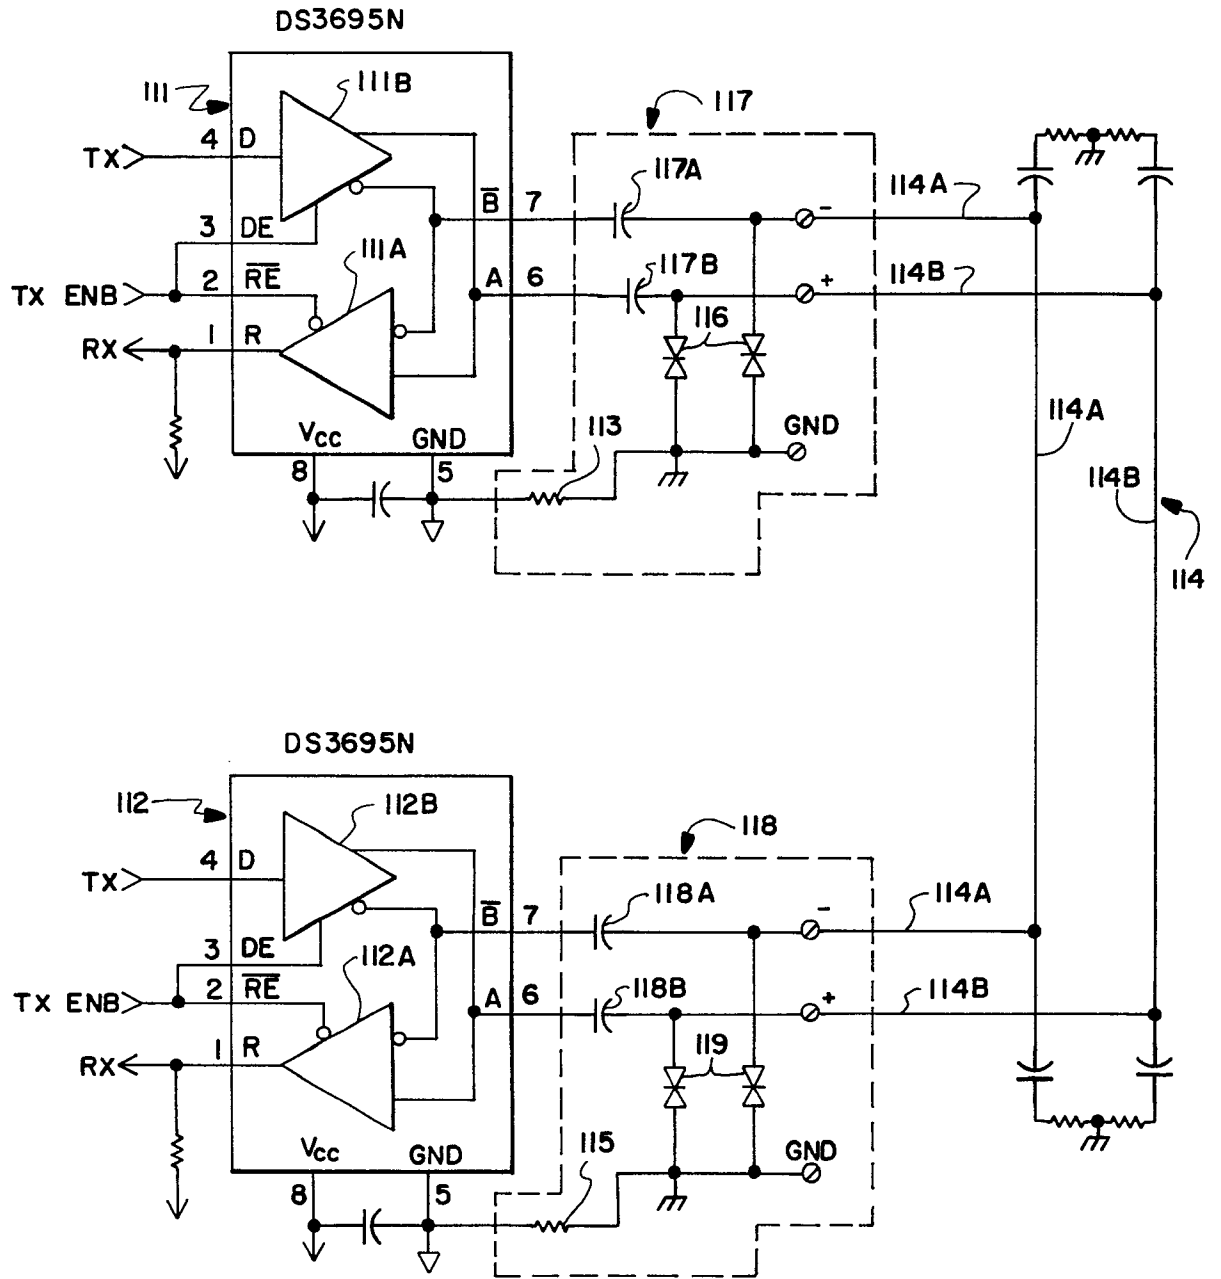 DS3695N
111
111B
117
TX
4 D
117A
114A
B 7
-
3 DE
111A
117B
114B
TX ENB
2 RE
A 6
+
RX
1 R
116
114A
VCC
GND
113
GND
8
5
114B
114
DS3695N
112
112B
118
TX
4 D
118A
114A
B 7
-
3 DE
112A
118B
114B
TX ENB
2 RE
A 6
+
RX
1 R
119
VCC
GND
115
GND
8
5